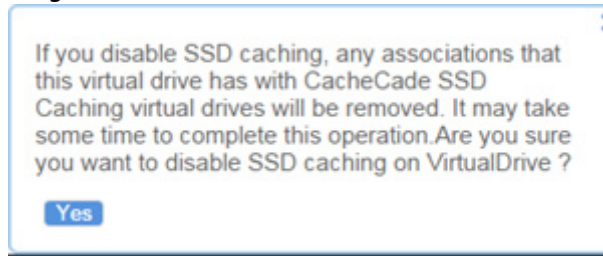 If you disable SSD caching, any associations that
this virtual drive has with CacheCade SSD
Caching virtual drives will be removed. It may take
some time to complete this operation.Are you sure
you want to disable SSD caching on VirtualDrive ?
Yes